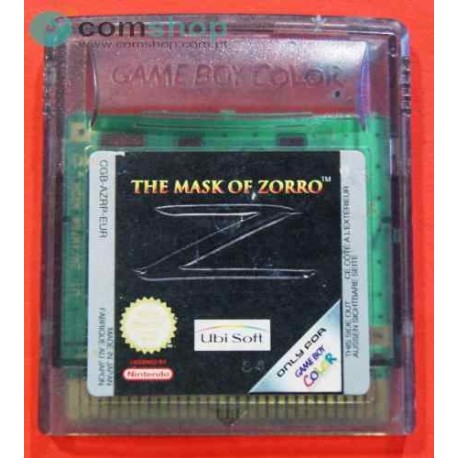 comshop
www.comshop.com.pt
GAME BOY COLOR
CGB-AZRP-EUR
THE MASK OF ZORRO™
Z
MADE IN JAPAN
FABRIQUE AU JAPON
LICENSED BY
Nintendo
Ubi Soft
ONLY FOR
GAME BOY
COLOR
THIS SIDE OUT
CE COTE A L'EXTERIEUR
AUSSEN SICHTBARE SEITE